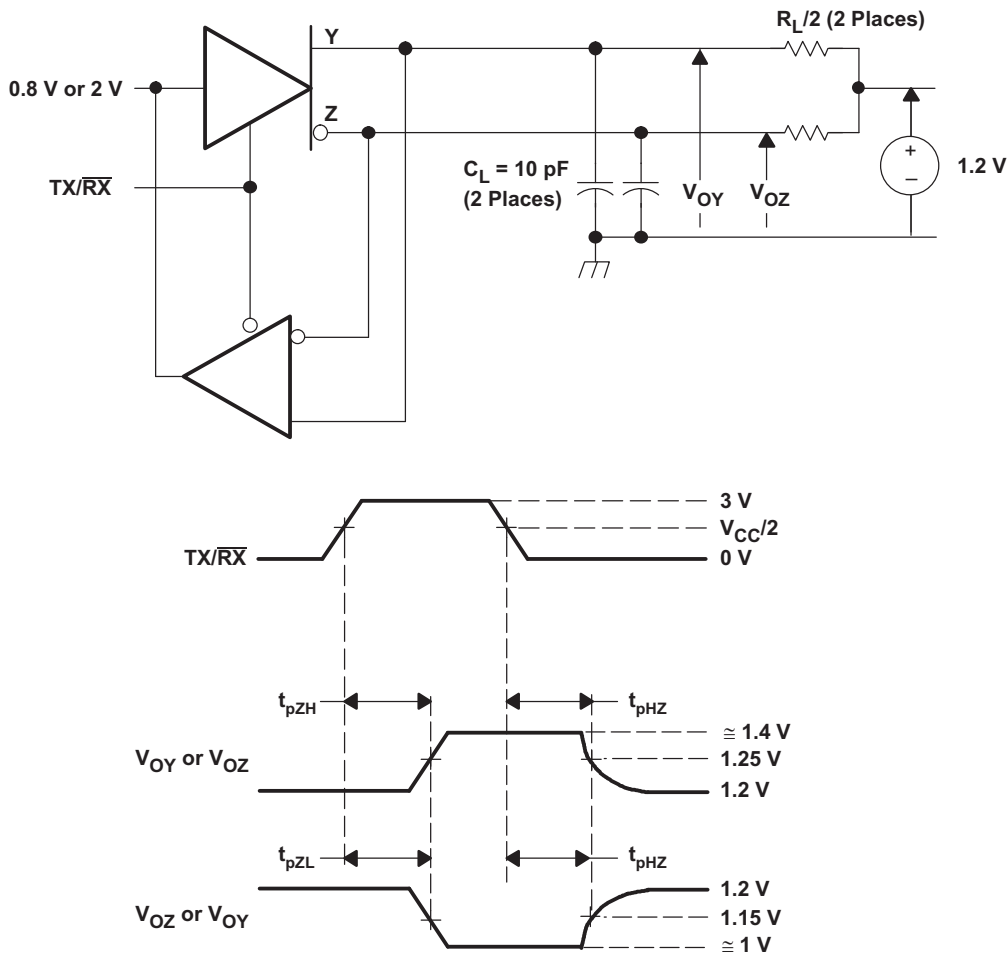 Y
R_L/2 (2 Places)
0.8 V or 2 V
Z
TX/R̅X̅
C_L = 10 pF
(2 Places)
V_OY
V_OZ
+
−
1.2 V
3 V
V_CC/2
TX/R̅X̅
0 V
t_pZH
t_pHZ
≅ 1.4 V
V_OY or V_OZ
1.25 V
1.2 V
t_pZL
t_pHZ
1.2 V
V_OZ or V_OY
1.15 V
≅ 1 V